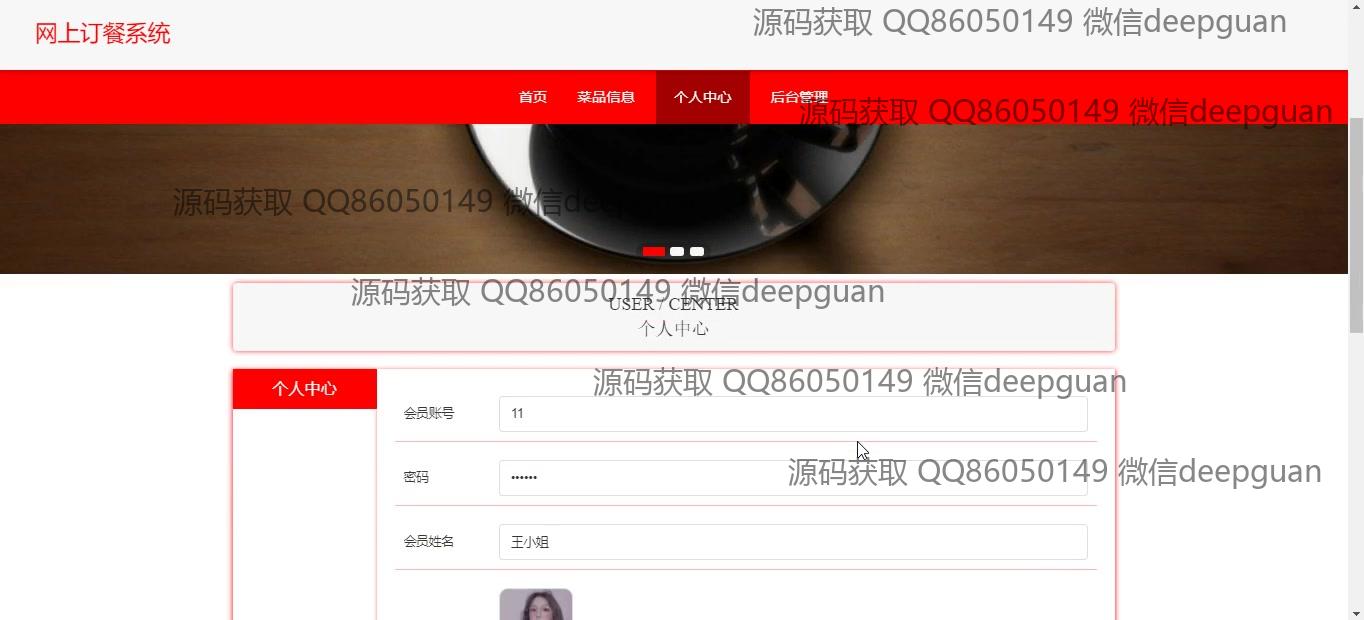 网上订餐系统
源码获取 QQ86050149 微信deepguan
首页 菜品信息 个人中心 后台管理
源码获取 QQ86050149 微信deepguan
源码获取 QQ86050149 微信deepguan
源码获取 QQ86050149 微信deepguan
USER / CENTER
个人中心
个人中心
源码获取 QQ86050149 微信deepguan
会员账号 11
密码 ••••••
源码获取 QQ86050149 微信deepguan
会员姓名 王小姐